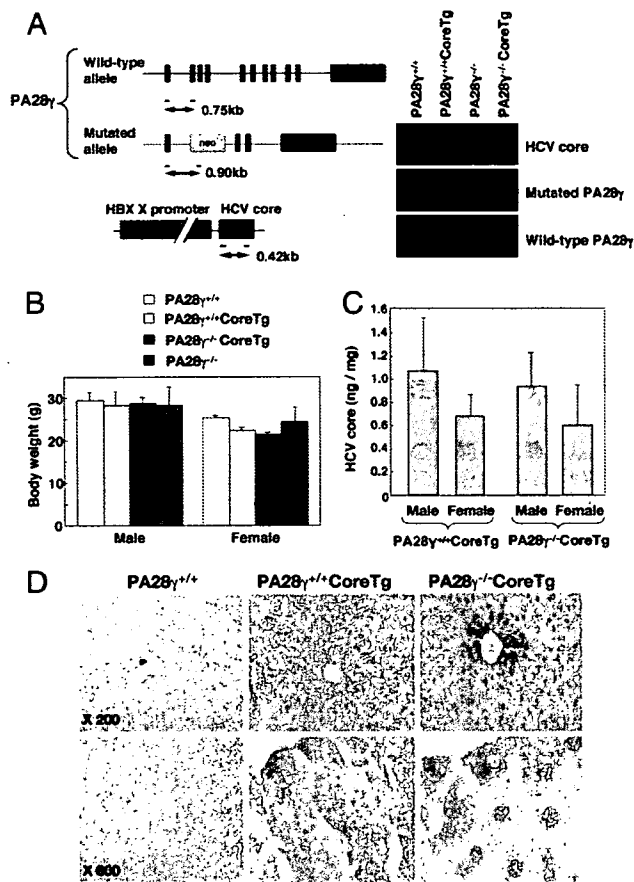 A
PA28γ
Wild-type allele
0.75kb
Mutated allele
neo
0.90kb
HBX X promoter
HCV core
0.42kb
PA28γ+/+
PA28γ+/+CoreTg
PA28γ-/-
PA28γ-/-CoreTg
HCV core
Mutated PA28γ
Wild-type PA28γ
B
PA28γ+/+
PA28γ+/+CoreTg
PA28γ-/-CoreTg
PA28γ-/-
Body weight (g)
30
20
10
0
Male
Female
C
HCV core (ng / mg)
1.6
1.4
1.2
1.0
0.8
0.6
0.4
0.2
0
Male
Female
Male
Female
PA28γ+/+CoreTg
PA28γ-/-CoreTg
D
PA28γ+/+
PA28γ+/+CoreTg
PA28γ-/-CoreTg
X 200
X 600